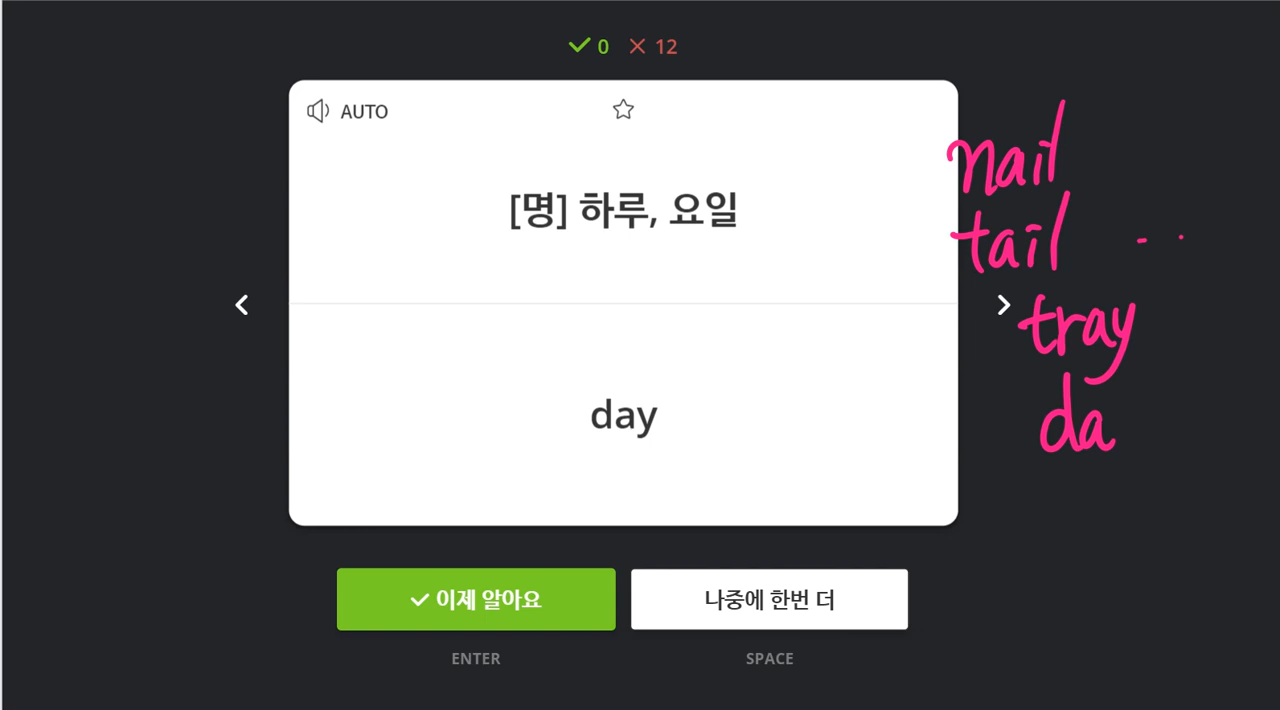 0 12
AUTO
[명] 하루, 요일
day
nail
tail
tray
da
이제 알아요
나중에 한번 더
ENTER
SPACE